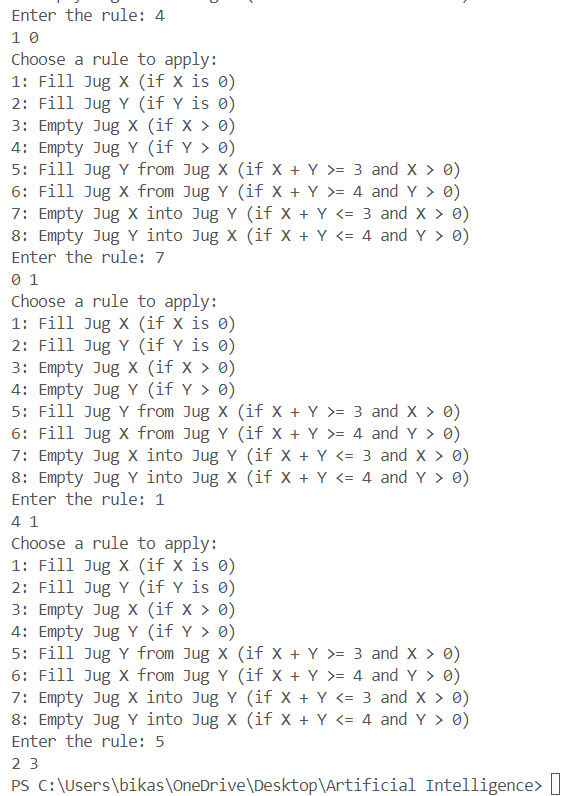 Enter the rule: 4
1 0
Choose a rule to apply:
1: Fill Jug X (if X is 0)
2: Fill Jug Y (if Y is 0)
3: Empty Jug X (if X > 0)
4: Empty Jug Y (if Y > 0)
5: Fill Jug Y from Jug X (if X + Y >= 3 and X > 0)
6: Fill Jug X from Jug Y (if X + Y >= 4 and Y > 0)
7: Empty Jug X into Jug Y (if X + Y <= 3 and X > 0)
8: Empty Jug Y into Jug X (if X + Y <= 4 and Y > 0)
Enter the rule: 7
0 1
Choose a rule to apply:
1: Fill Jug X (if X is 0)
2: Fill Jug Y (if Y is 0)
3: Empty Jug X (if X > 0)
4: Empty Jug Y (if Y > 0)
5: Fill Jug Y from Jug X (if X + Y >= 3 and X > 0)
6: Fill Jug X from Jug Y (if X + Y >= 4 and Y > 0)
7: Empty Jug X into Jug Y (if X + Y <= 3 and X > 0)
8: Empty Jug Y into Jug X (if X + Y <= 4 and Y > 0)
Enter the rule: 1
4 1
Choose a rule to apply:
1: Fill Jug X (if X is 0)
2: Fill Jug Y (if Y is 0)
3: Empty Jug X (if X > 0)
4: Empty Jug Y (if Y > 0)
5: Fill Jug Y from Jug X (if X + Y >= 3 and X > 0)
6: Fill Jug X from Jug Y (if X + Y >= 4 and Y > 0)
7: Empty Jug X into Jug Y (if X + Y <= 3 and X > 0)
8: Empty Jug Y into Jug X (if X + Y <= 4 and Y > 0)
Enter the rule: 5
2 3
PS C:\Users\bikas\OneDrive\Desktop\Artificial Intelligence>